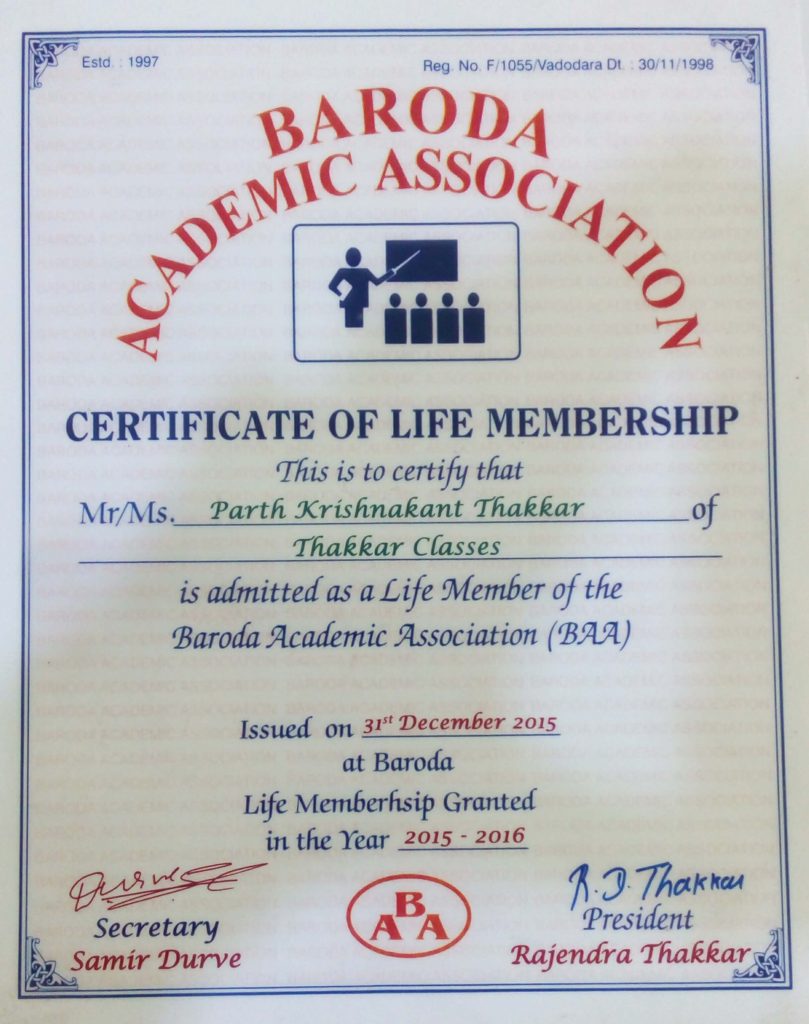 Estd. : 1997
Reg. No. F/1055/Vadodara Dt. : 30/11/1998
BARODA
ACADEMIC ASSOCIATION
CERTIFICATE OF LIFE MEMBERSHIP
This is to certify that
Mr/Ms. Parth Krishnakant Thakkar of
Thakkar Classes
is admitted as a Life Member of the
Baroda Academic Association (BAA)
Issued on 31st December 2015
at Baroda
Life Memberhsip Granted
in the Year 2015 - 2016
Durve
R. D. Thakkar
BAA
Secretary
President
Samir Durve
Rajendra Thakkar